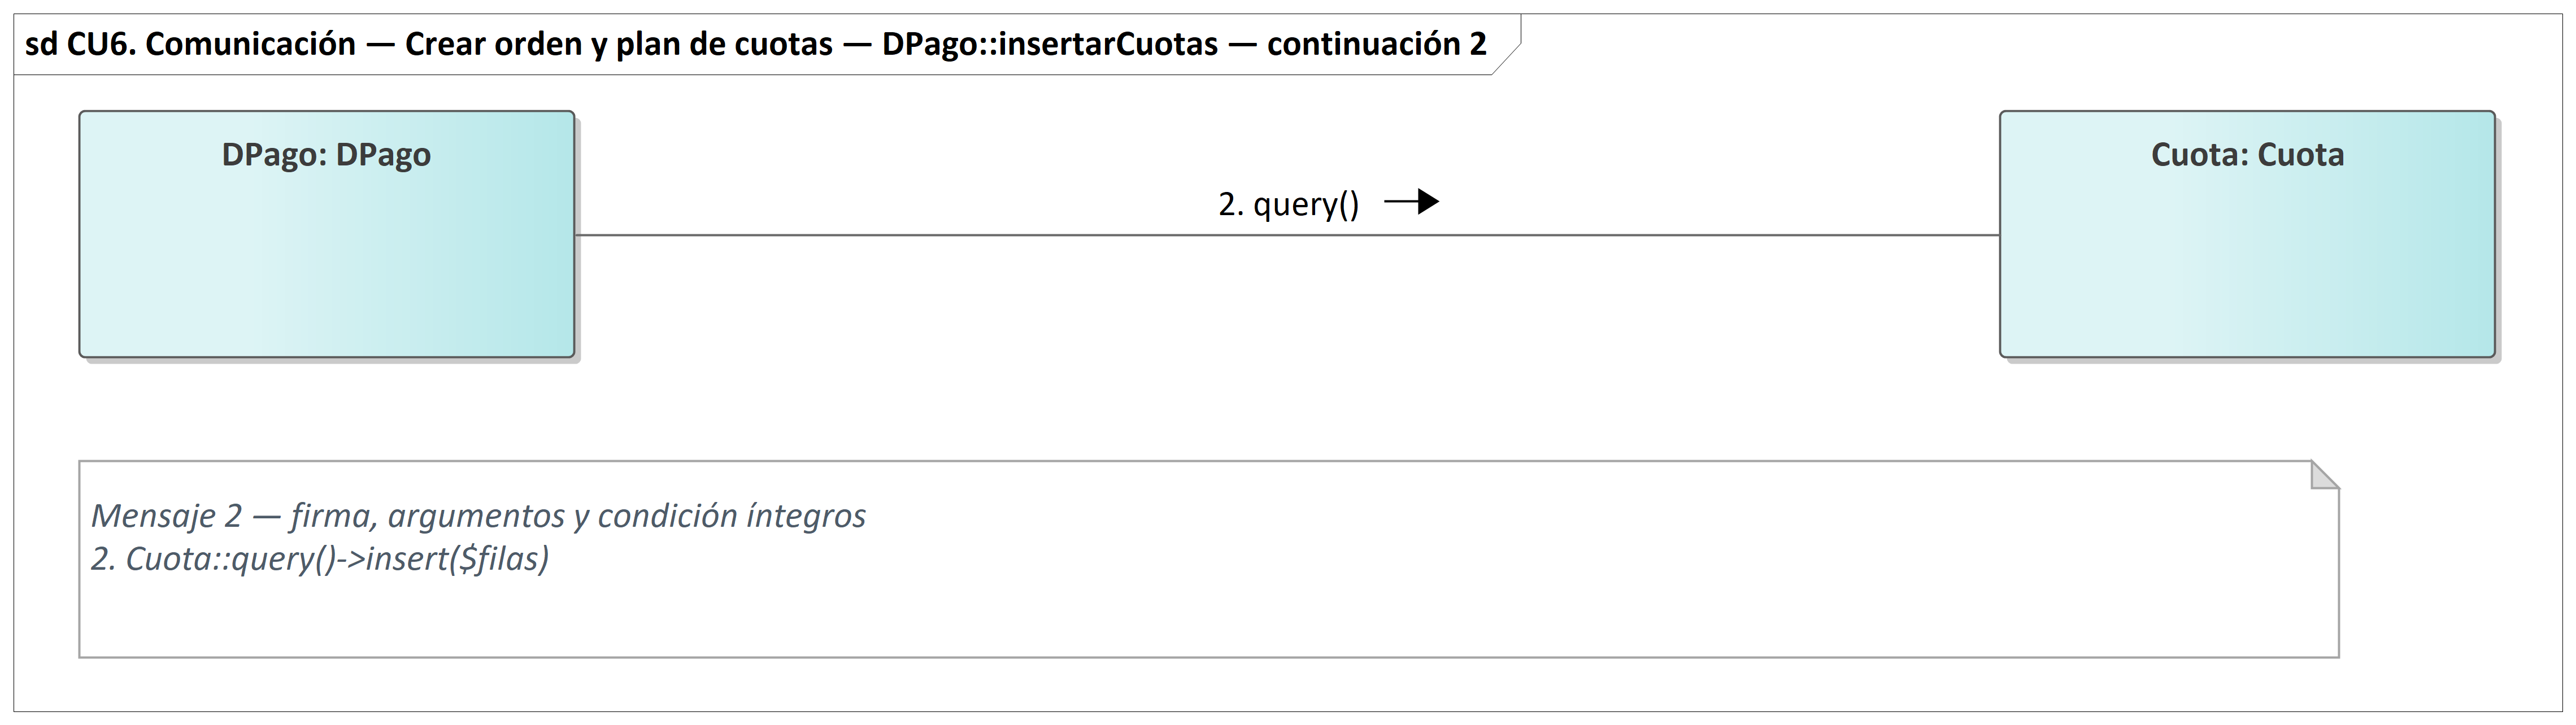 sd CU6. Comunicación — Crear orden y plan de cuotas — DPago::insertarCuotas — continuación 2
DPago: DPago
Cuota: Cuota
2. query()
Mensaje 2 — firma, argumentos y condición íntegros
2. Cuota::query()->insert($filas)